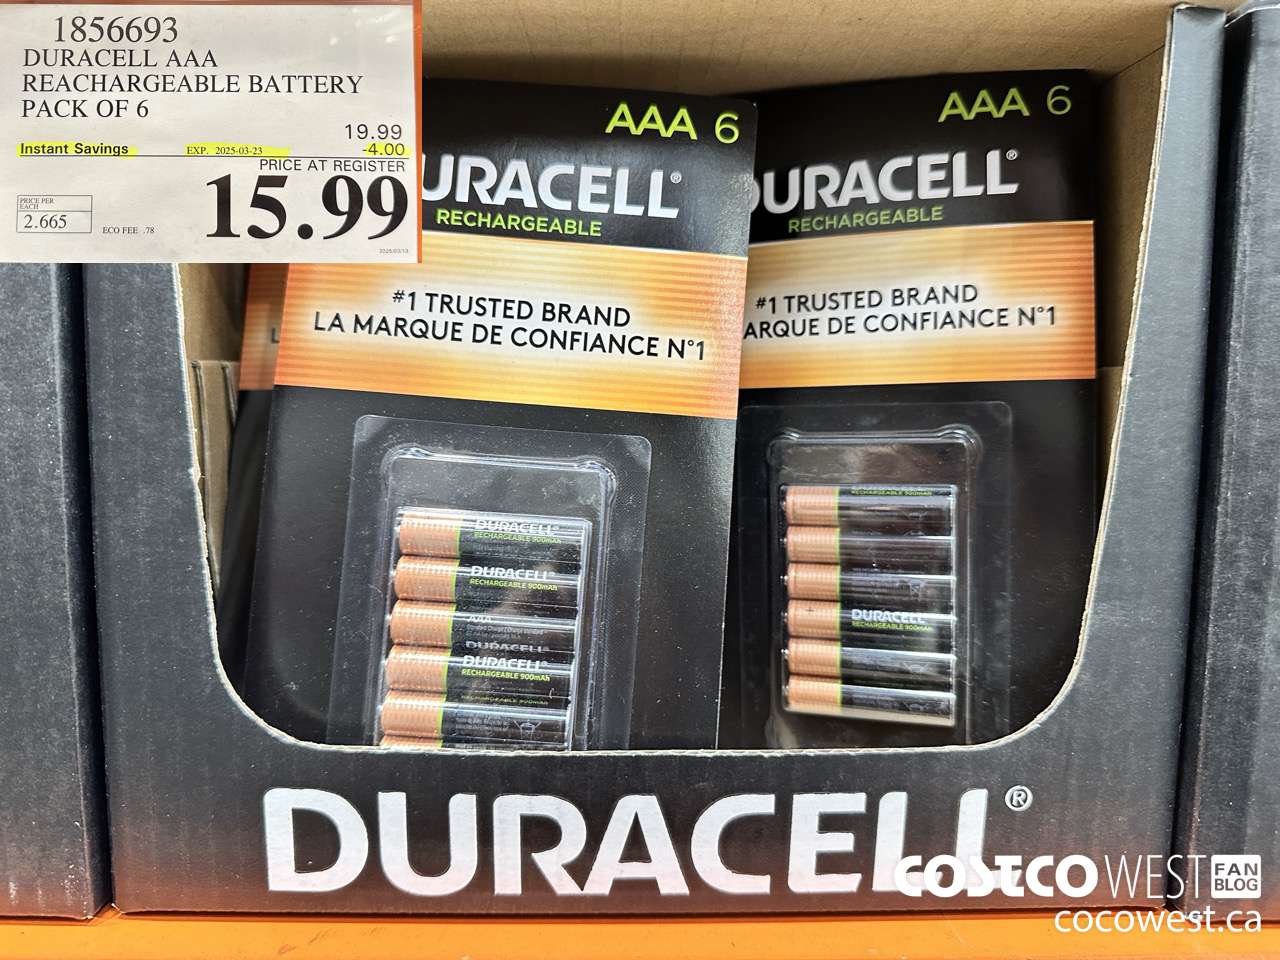 1856693
DURACELL AAA
REACHARGEABLE BATTERY
PACK OF 6
19.99
Instant Savings EXP. 2025-03-23 -4.00
PRICE AT REGISTER
PRICE PER
EACH
2.665
ECO FEE .78
15.99
AAA 6
URACELL®
RECHARGEABLE
#1 TRUSTED BRAND
LA MARQUE DE CONFIANCE N°1
DURACELL®
RECHARGEABLE 900mAh
DURACELL®
RECHARGEABLE 900mAh
AAA
DURACELL®
DURACELL®
RECHARGEABLE 900mAh
AAA 6
DURACELL®
RECHARGEABLE
#1 TRUSTED BRAND
ARQUE DE CONFIANCE N°1
RECHARGEABLE 900mAh
DURACELL
RECHARGEABLE 900mAh
L
DURACELL®
COSTCO WEST FAN BLOG
cocowest.ca